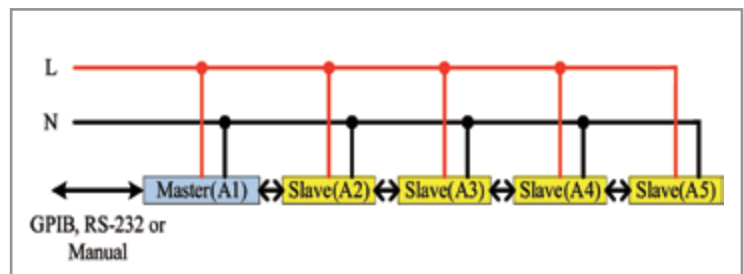 L
N
Master(A1) Slave(A2) Slave(A3) Slave(A4) Slave(A5)
GPIB, RS-232 or
Manual